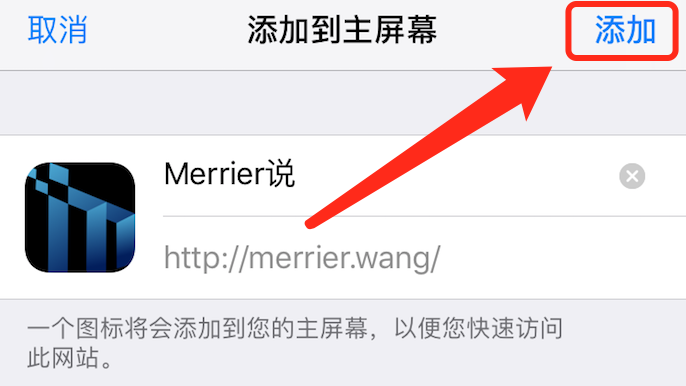 取消 添加到主屏幕 添加
Merrier说
http://merrier.wang/
一个图标将会添加到您的主屏幕，以便您快速访问
此网站。